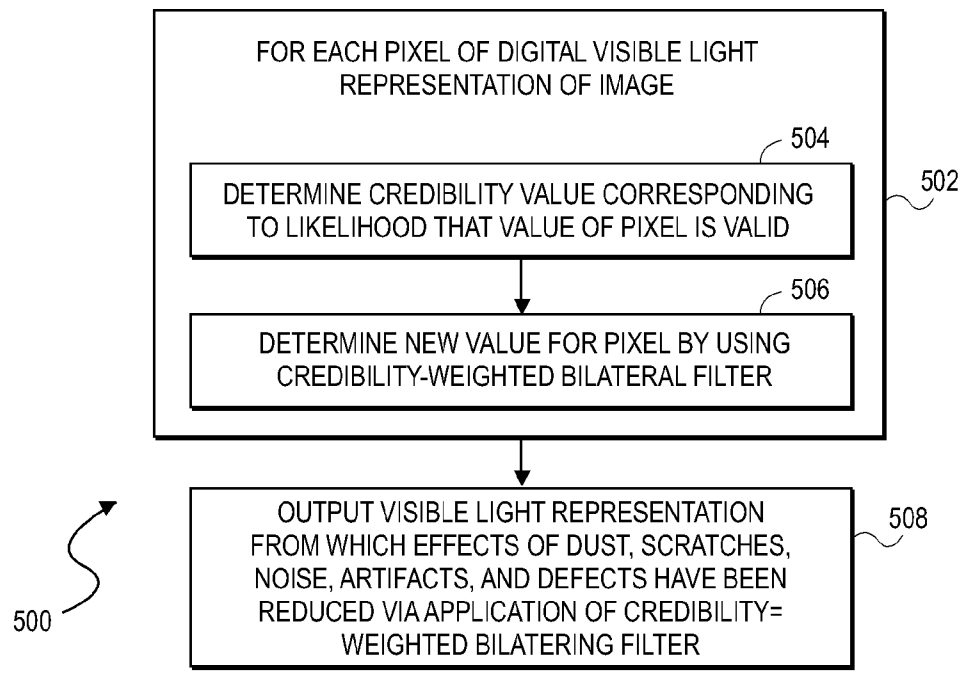 FOR EACH PIXEL OF DIGITAL VISIBLE LIGHT
REPRESENTATION OF IMAGE
504
DETERMINE CREDIBILITY VALUE CORRESPONDING
TO LIKELIHOOD THAT VALUE OF PIXEL IS VALID
502
506
DETERMINE NEW VALUE FOR PIXEL BY USING
CREDIBILITY-WEIGHTED BILATERAL FILTER
OUTPUT VISIBLE LIGHT REPRESENTATION
FROM WHICH EFFECTS OF DUST, SCRATCHES,
NOISE, ARTIFACTS, AND DEFECTS HAVE BEEN
REDUCED VIA APPLICATION OF CREDIBILITY=
WEIGHTED BILATERING FILTER
508
500